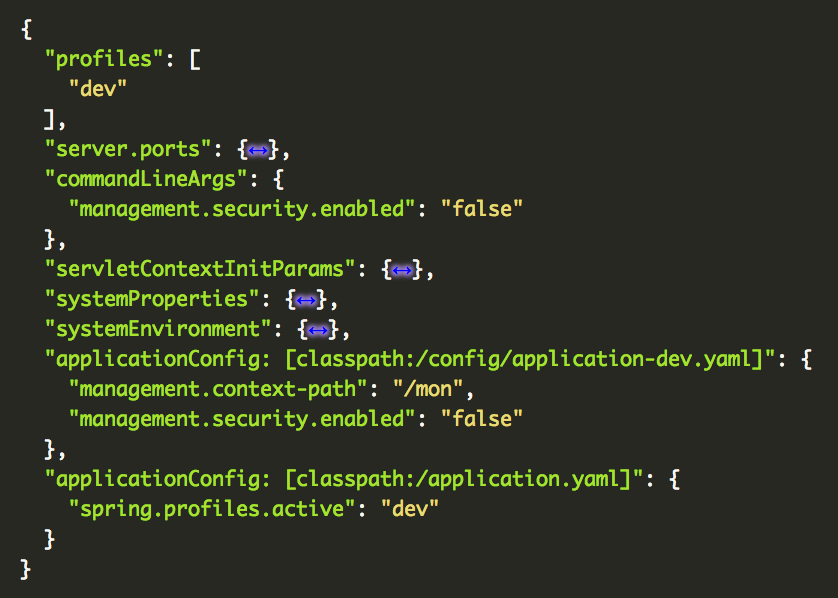 {
  "profiles": [
    "dev"
  ],
  "server.ports": {↔},
  "commandLineArgs": {
    "management.security.enabled": "false"
  },
  "servletContextInitParams": {↔},
  "systemProperties": {↔},
  "systemEnvironment": {↔},
  "applicationConfig: [classpath:/config/application-dev.yaml]": {
    "management.context-path": "/mon",
    "management.security.enabled": "false"
  },
  "applicationConfig: [classpath:/application.yaml]": {
    "spring.profiles.active": "dev"
  }
}